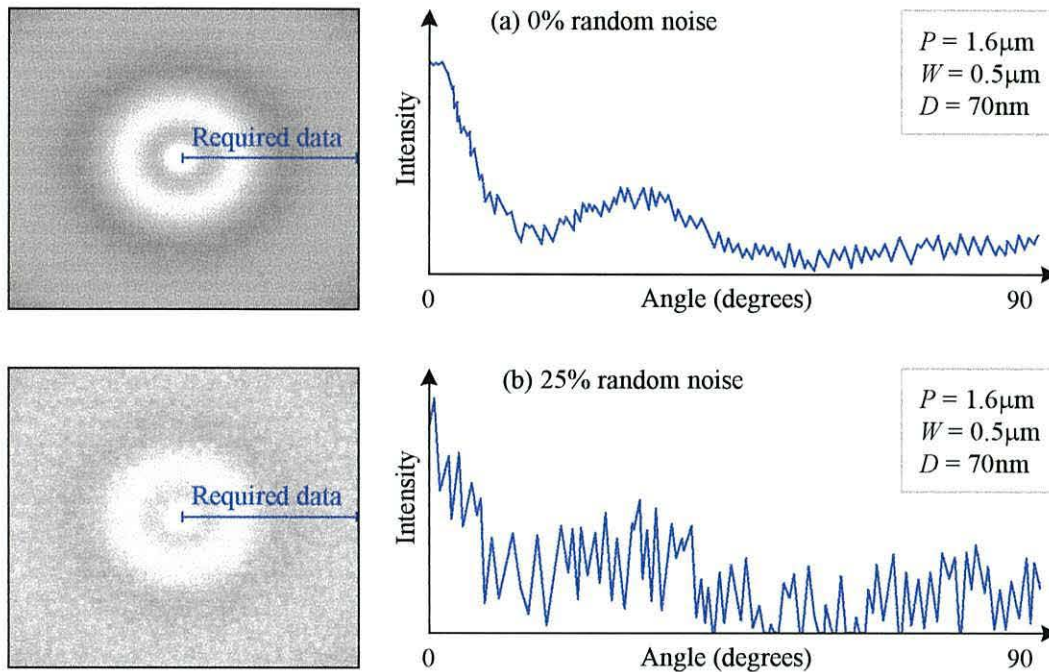 (a) 0% random noise
P = 1.6μm
W = 0.5μm
D = 70nm
Required data
Intensity
0
Angle (degrees)
90
(b) 25% random noise
P = 1.6μm
W = 0.5μm
D = 70nm
Required data
Intensity
0
Angle (degrees)
90